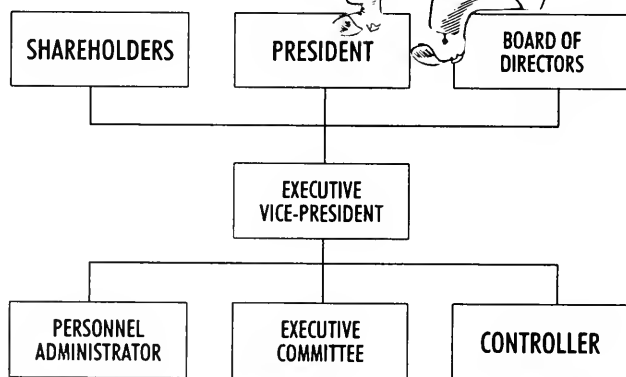 SHAREHOLDERS
PRESIDENT
BOARD OF
DIRECTORS
EXECUTIVE
VICE-PRESIDENT
PERSONNEL
ADMINISTRATOR
EXECUTIVE
COMMITTEE
CONTROLLER